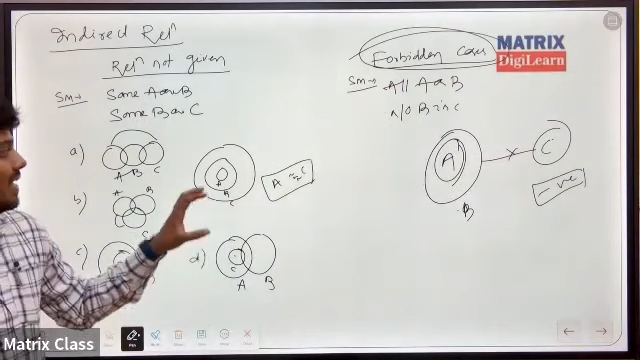 Indirect Rel^n
Rel^n not given
Sm→ Some A are B
Some B are C
a)
A B C
b)
A B
C
c)
d)
C
A B
A
B
C
Forbidden Cases
Sm→ All A are B
N/O B is C
A
B
C
- ve
MATRIX
DigiLearn
Matrix Class